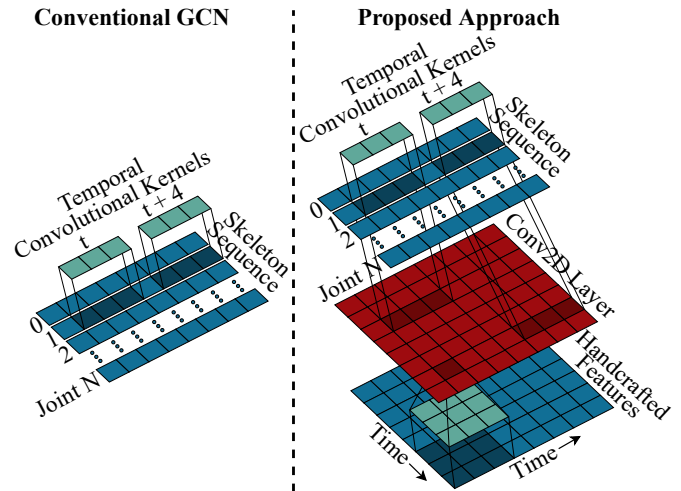 Conventional GCN
Temporal
Convolutional Kernels
t
t + 4
Skeleton
Sequence
0
1
2
Joint N
Proposed Approach
Temporal
Convolutional Kernels
t
t + 4
Skeleton
Sequence
0
1
2
Joint N
Conv2D Layer
Handcrafted
Features
Time
Time